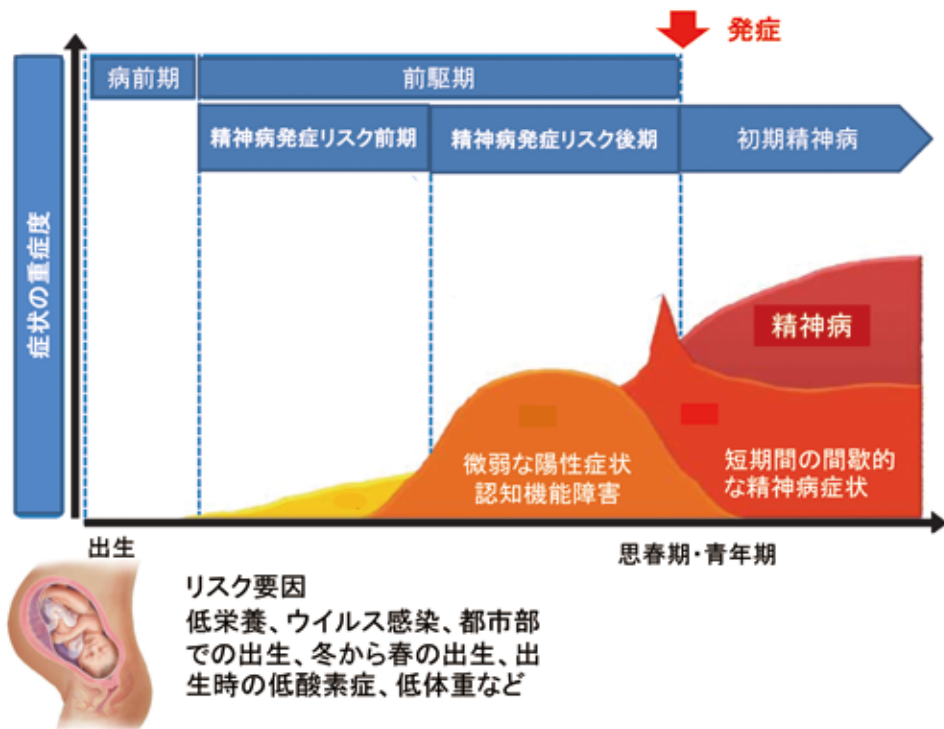 発症
病前期
前駆期
精神病発症リスク前期
精神病発症リスク後期
初期精神病
症状の重症度
精神病
微弱な陽性症状
認知機能障害
短期間の間歇的
な精神病症状
出生
思春期・青年期
リスク要因
低栄養、ウイルス感染、都市部
での出生、冬から春の出生、出
生時の低酸素症、低体重など